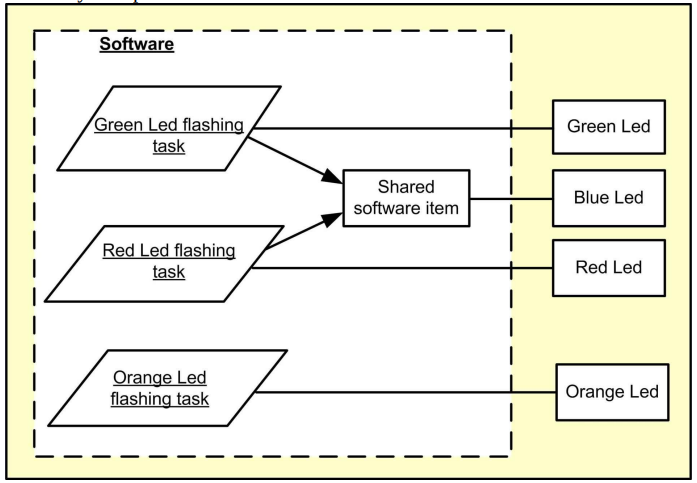 Software
Green Led flashing
task
Green Led
Shared
software item
Blue Led
Red Led flashing
task
Red Led
Orange Led
flashing task
Orange Led